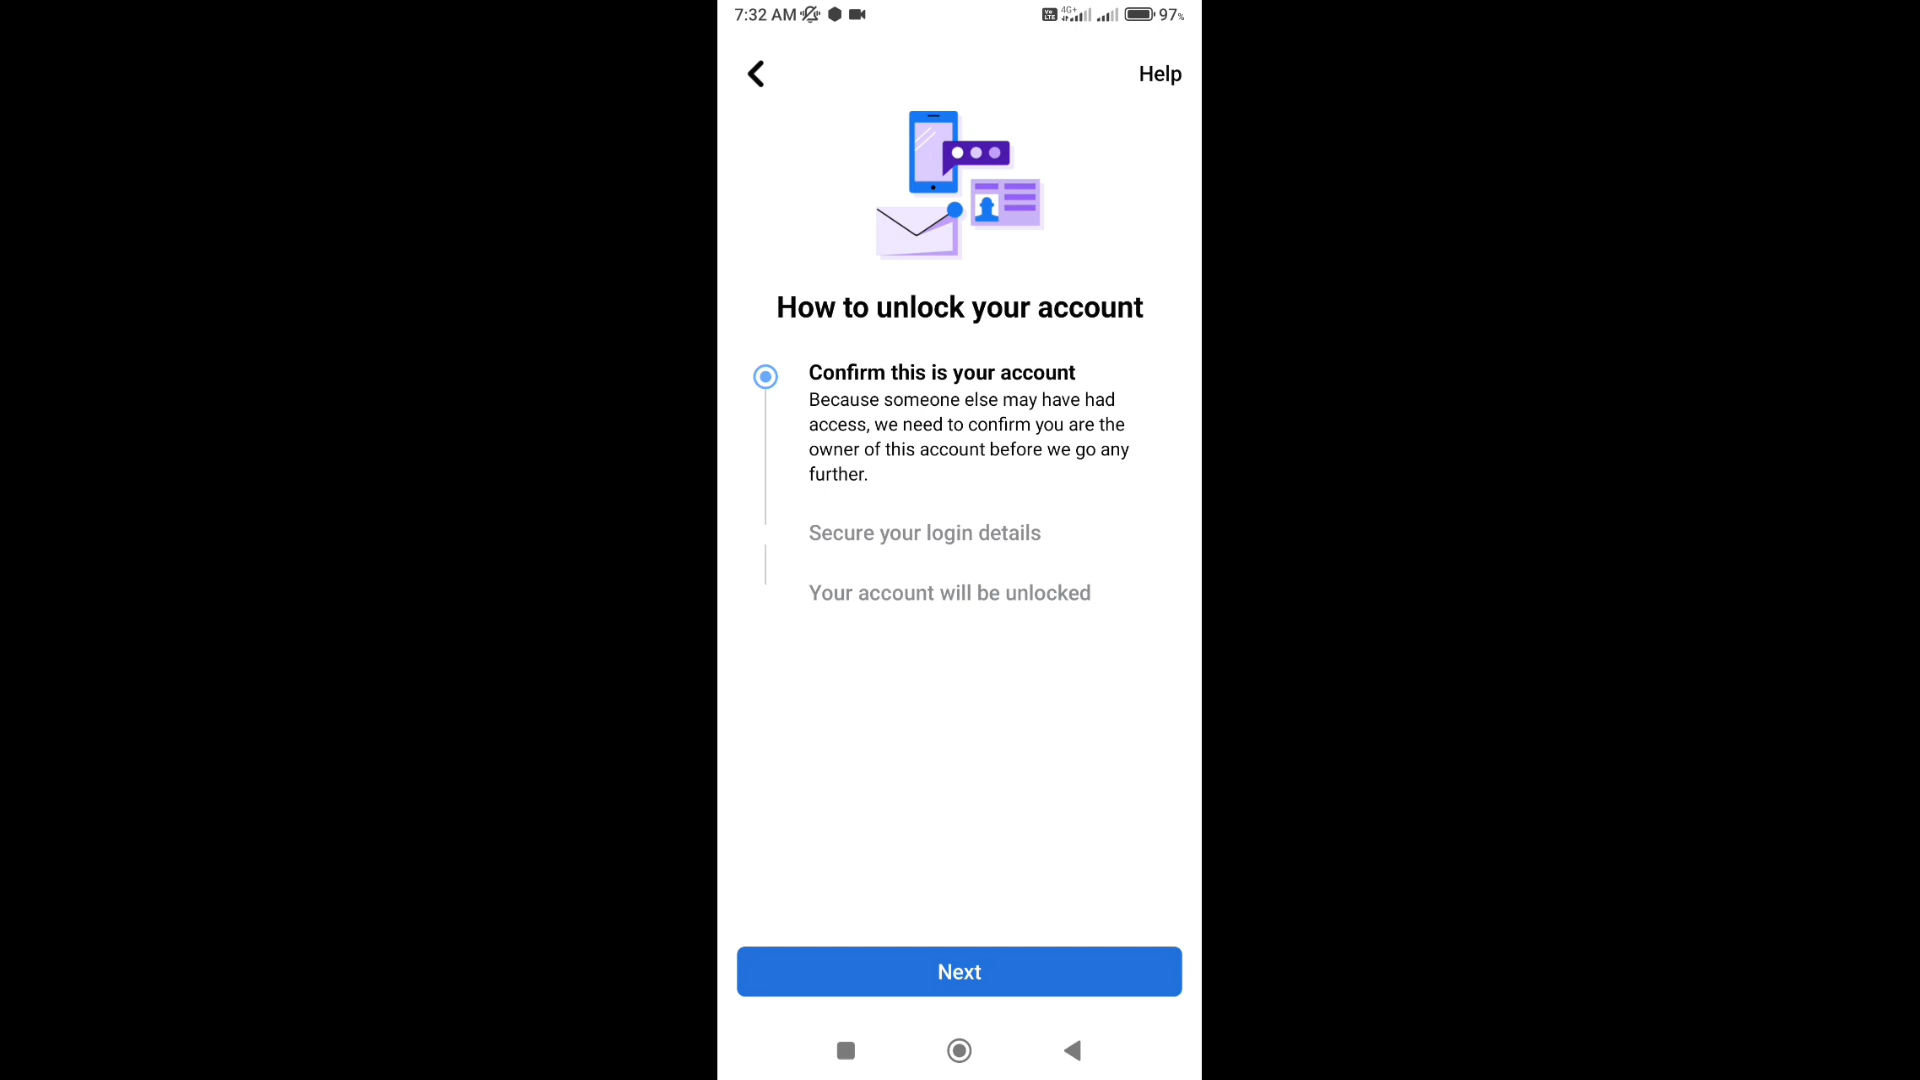 7:32 AM
4G+
97%
Help
How to unlock your account
Confirm this is your account
Because someone else may have had
access, we need to confirm you are the
owner of this account before we go any
further.
Secure your login details
Your account will be unlocked
Next